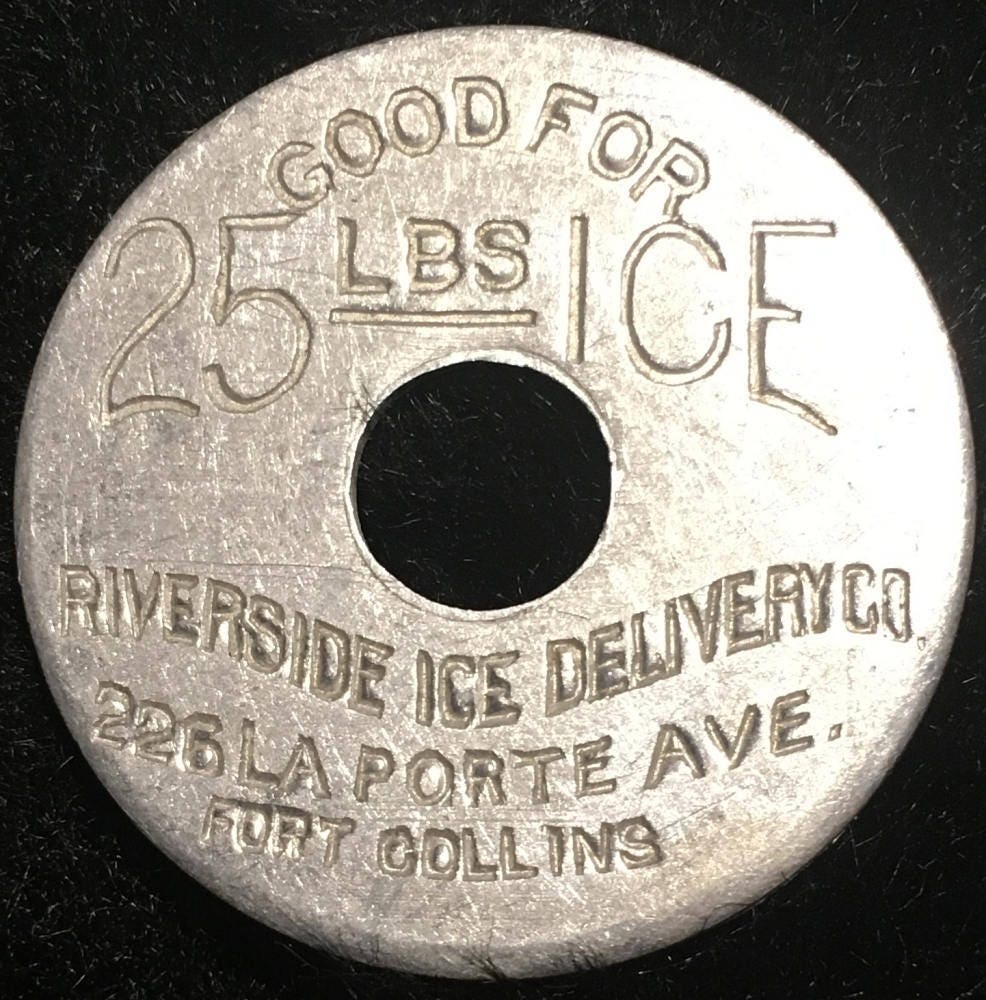 GOOD FOR
25 LBS ICE
RIVERSIDE ICE DELIVERY CO.
226 LA PORTE AVE.
FORT COLLINS